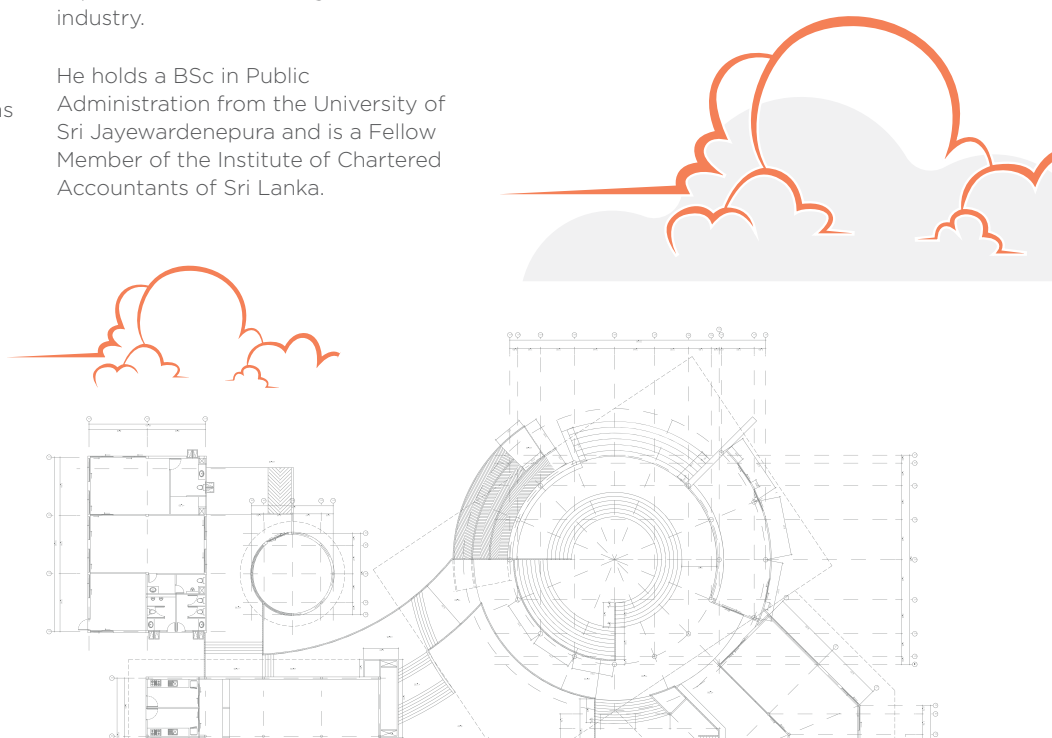 industry.
He holds a BSc in Public
Administration from the University of
Sri Jayewardenepura and is a Fellow
Member of the Institute of Chartered
Accountants of Sri Lanka.